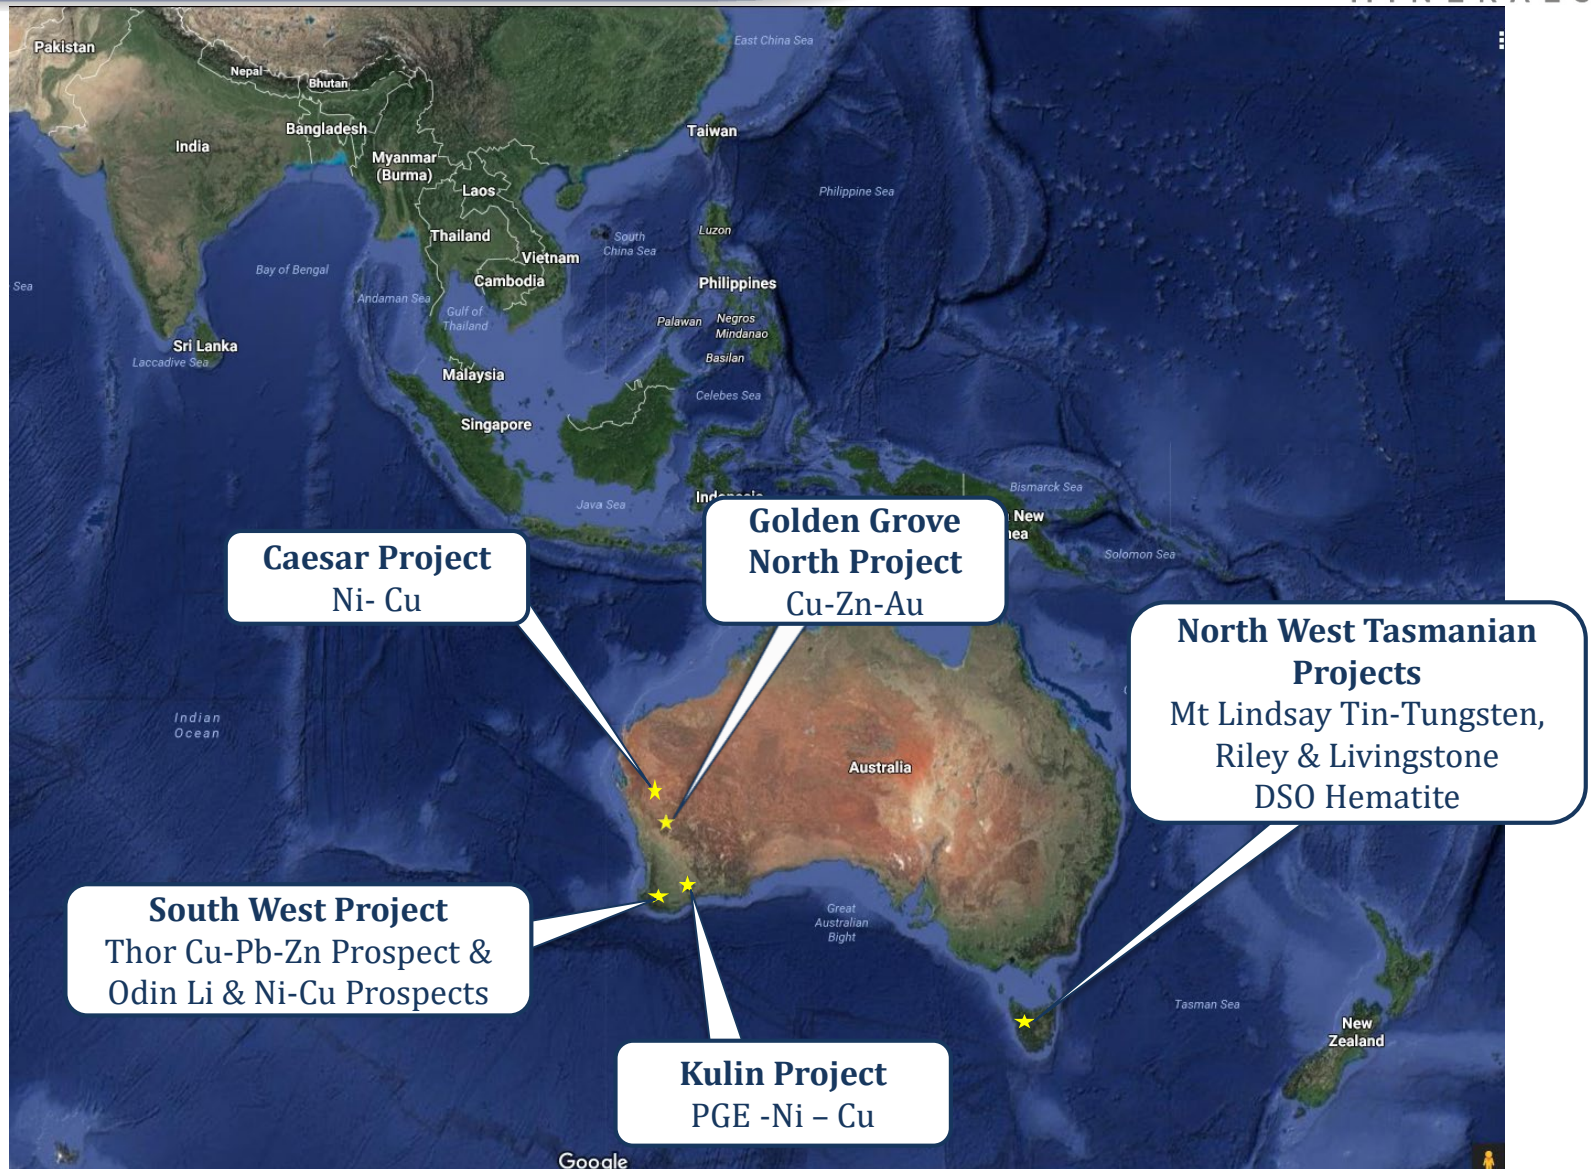 Pakistan
East China Sea
Nepal
Bhutan
Bangladesh
Taiwan
India
Myanmar
(Burma)
Laos
Philippine Sea
Thailand
Luzon
South
China Sea
Vietnam
Bay of Bengal
Cambodia
Philippines
Sea
Andaman Sea
Gulf of
Thailand
Palawan
Negros
Mindanao
Sri Lanka
Basilan
Laccadive Sea
Malaysia
Celebes Sea
Singapore
Bismarck Sea
Java Sea
New
Solomon Sea
Caesar Project
Ni- Cu
Golden Grove
North Project
Cu-Zn-Au
North West Tasmanian
Projects
Mt Lindsay Tin-Tungsten,
Riley & Livingstone
DSO Hematite
Indian
Ocean
Australia
South West Project
Thor Cu-Pb-Zn Prospect &
Odin Li & Ni-Cu Prospects
Great
Australian
Bight
Tasman Sea
New
Zealand
Kulin Project
PGE -Ni – Cu
Google